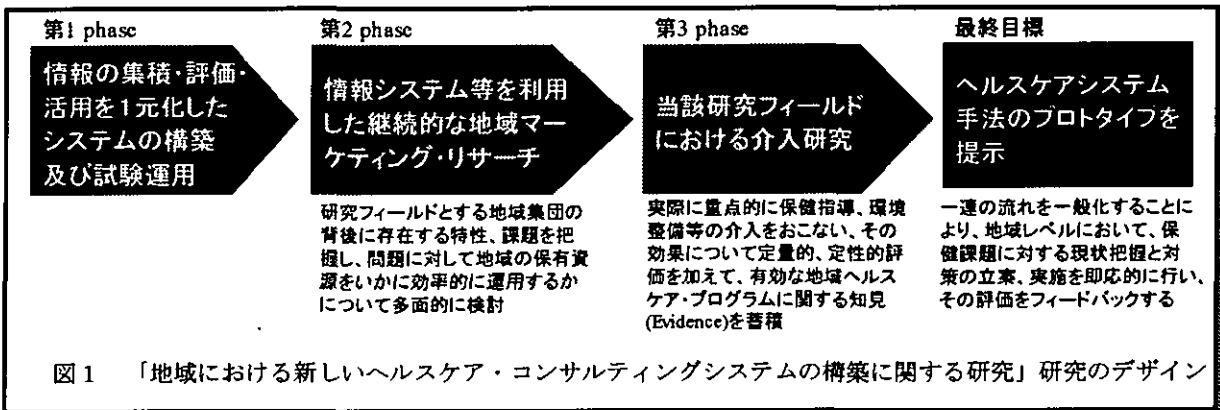 第1 phase
情報の集積・評価・
活用を1元化した
システムの構築
及び試験運用
第2 phase
情報システム等を利用
した継続的な地域マー
ケティング・リサーチ
研究フィールドとする地域集団の
背後に存在する特性、課題を把
握し、問題に対して地域の保有資
源をいかに効率的に運用するか
について多面的に検討
第3 phase
当該研究フィールド
における介入研究
実際に重点的に保健指導、環境
整備等の介入をおこない、その
効果について定量的、定性的評
価を加えて、有効な地域ヘルス
ケア・プログラムに関する知見
(Evidence)を蓄積
最終目標
ヘルスケアシステム
手法のプロトタイプを
提示
一連の流れを一般化することに
より、地域レベルにおいて、保
健課題に対する現状把握と対
策の立案、実施を即応的に行い、
その評価をフィードバックする
図1 「地域における新しいヘルスケア・コンサルティングシステムの構築に関する研究」研究のデザイン